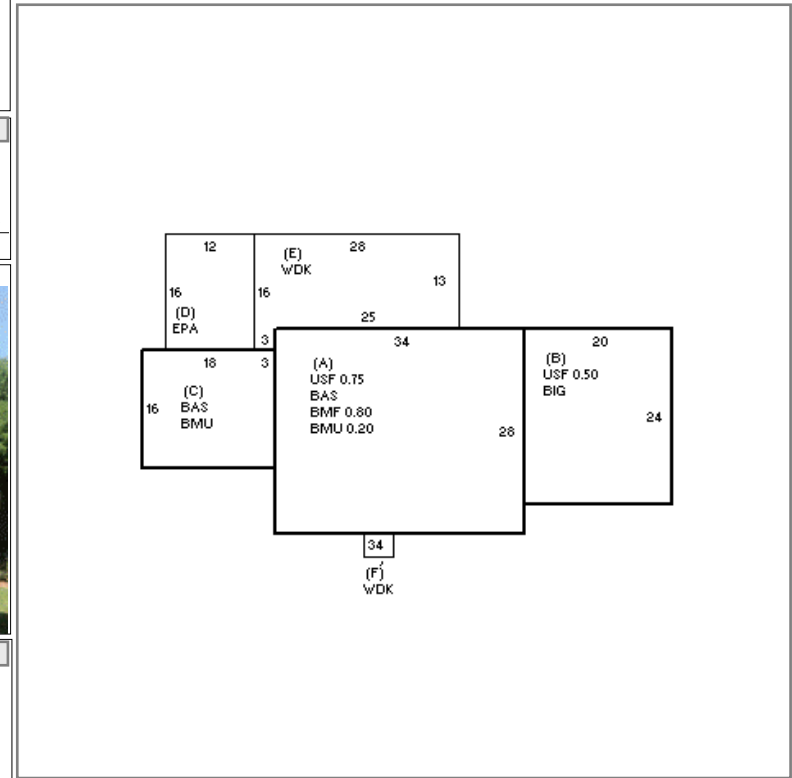 12
(E)
28
WDK
13
16
16
(D)
EPA
25
3
34
20
18
3
(A)
USF 0.75
BAS
BMF 0.80
BMU 0.20
(B)
USF 0.50
BIG
(C)
BAS
BMU
16
24
28
34
(F)
WDK